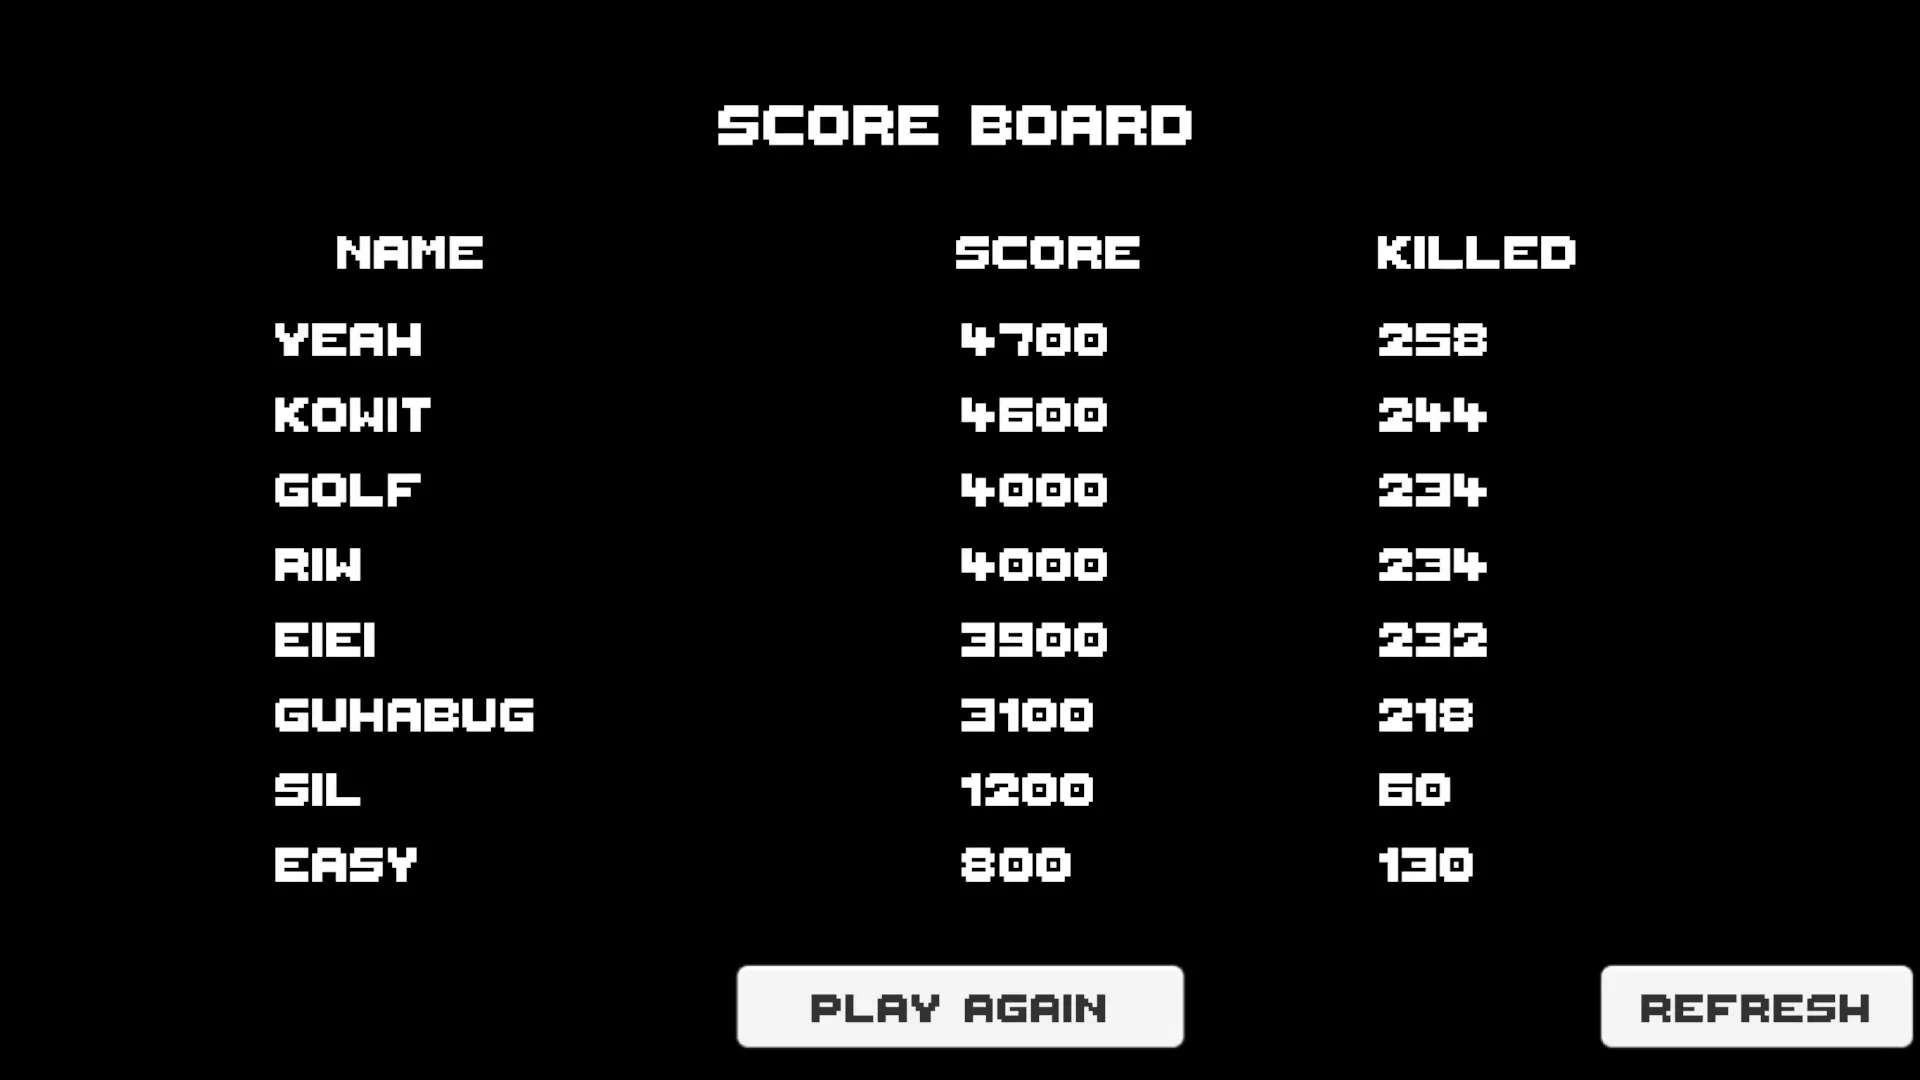 SCORE BOARD
NAME SCORE KILLED
YEAH 4700 258
KOWIT 4600 244
GOLF 4000 234
RIW 4000 234
EIEI 3900 232
GUHABUG 3100 218
SIL 1200 60
EASY 800 130
PLAY AGAIN REFRESH